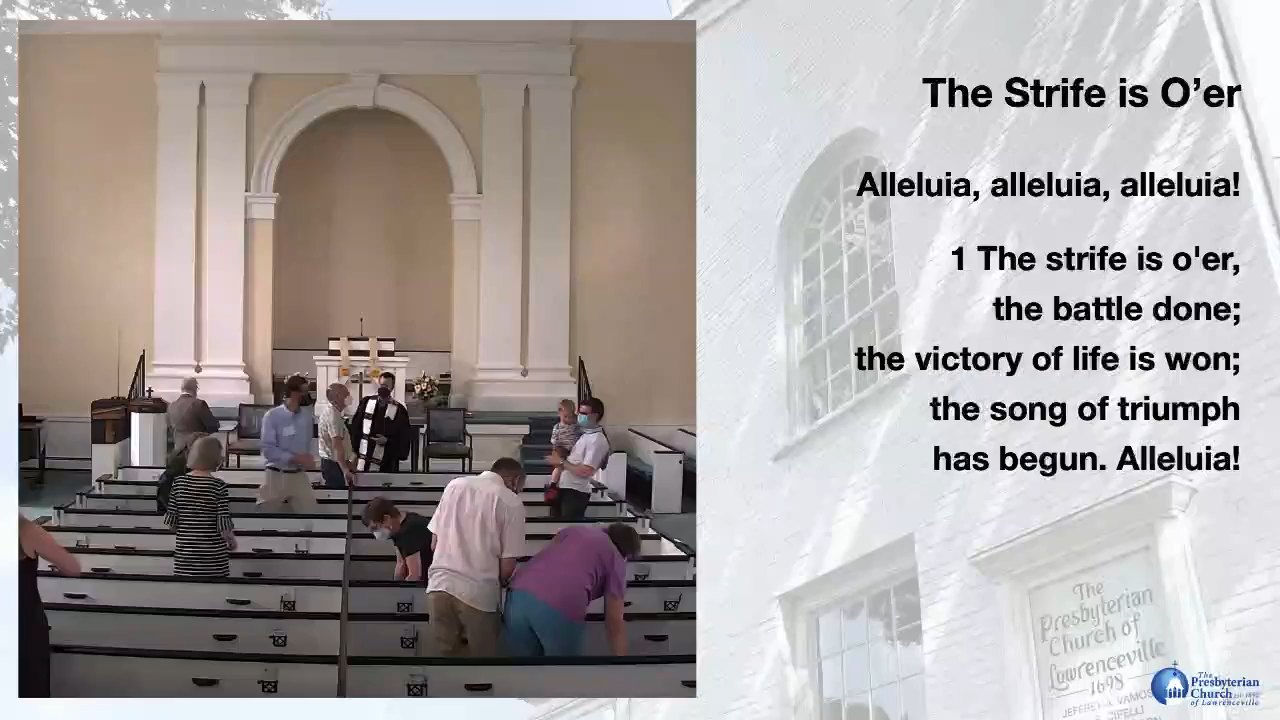 The Strife is O’er
Alleluia, alleluia, alleluia!
1 The strife is o'er,
the battle done;
the victory of life is won;
the song of triumph
has begun. Alleluia!
The
Presbyterian
Church of
Lawrenceville
1698
The
Presbyterian
Church
of Lawrenceville